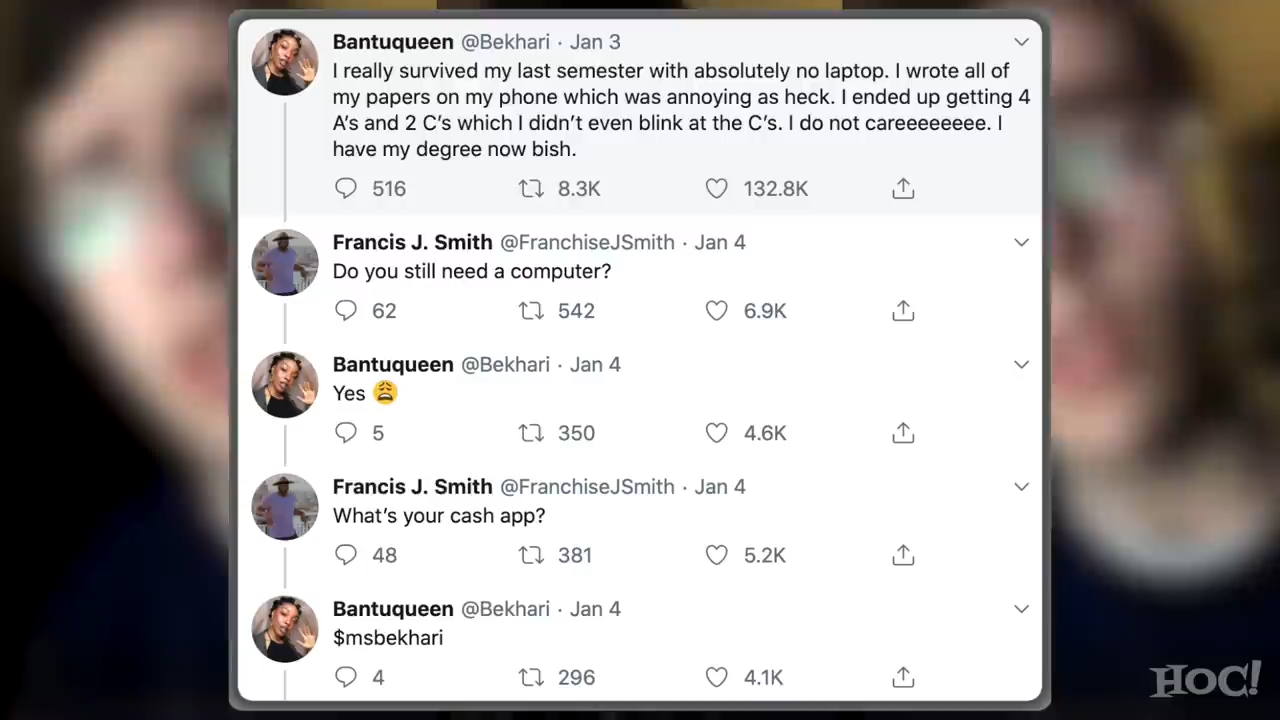 Bantuqueen @Bekhari · Jan 3
I really survived my last semester with absolutely no laptop. I wrote all of
my papers on my phone which was annoying as heck. I ended up getting 4
A’s and 2 C’s which I didn’t even blink at the C’s. I do not careeeeeeee. I
have my degree now bish.
516 8.3K 132.8K
Francis J. Smith @FranchiseJSmith · Jan 4
Do you still need a computer?
62 542 6.9K
Bantuqueen @Bekhari · Jan 4
Yes 😩
5 350 4.6K
Francis J. Smith @FranchiseJSmith · Jan 4
What’s your cash app?
48 381 5.2K
Bantuqueen @Bekhari · Jan 4
$msbekhari
4 296 4.1K
HOC!